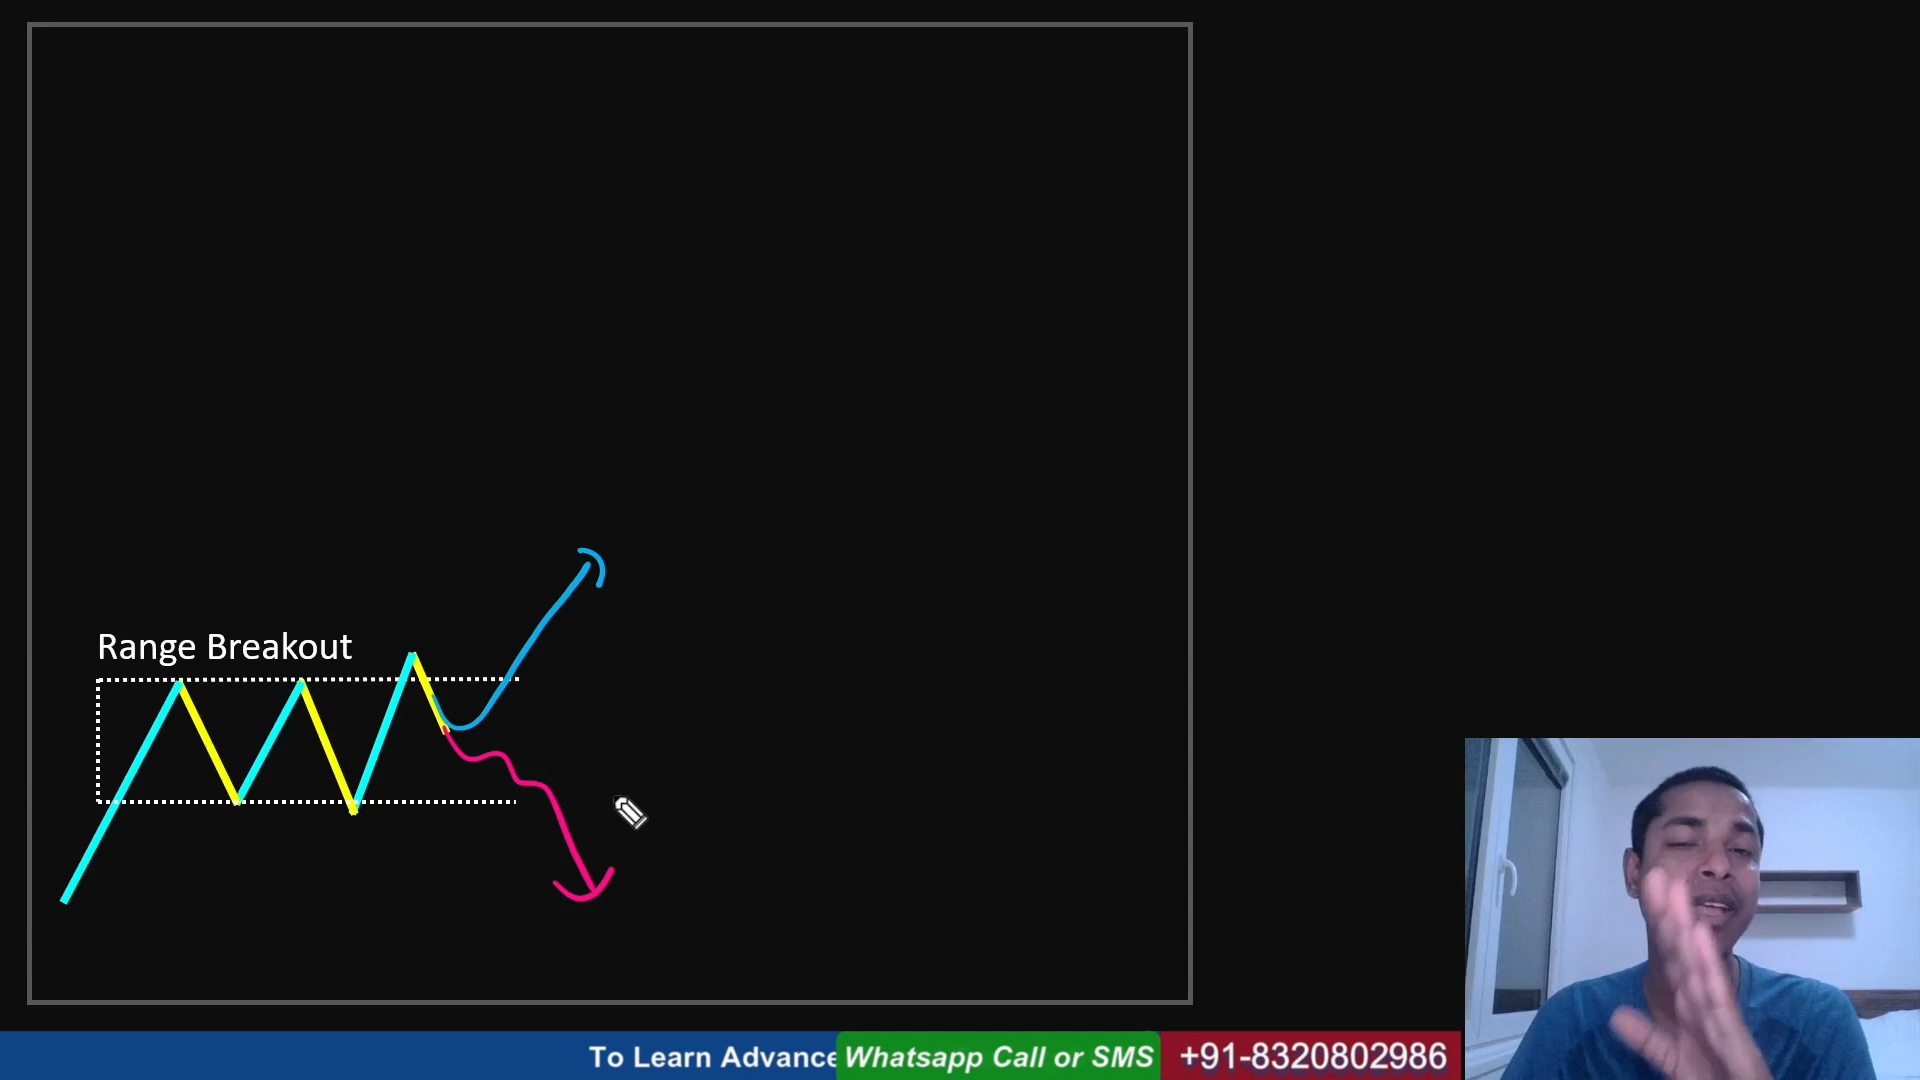 Range Breakout
To Learn Advance
Whatsapp Call or SMS
+91-8320802986